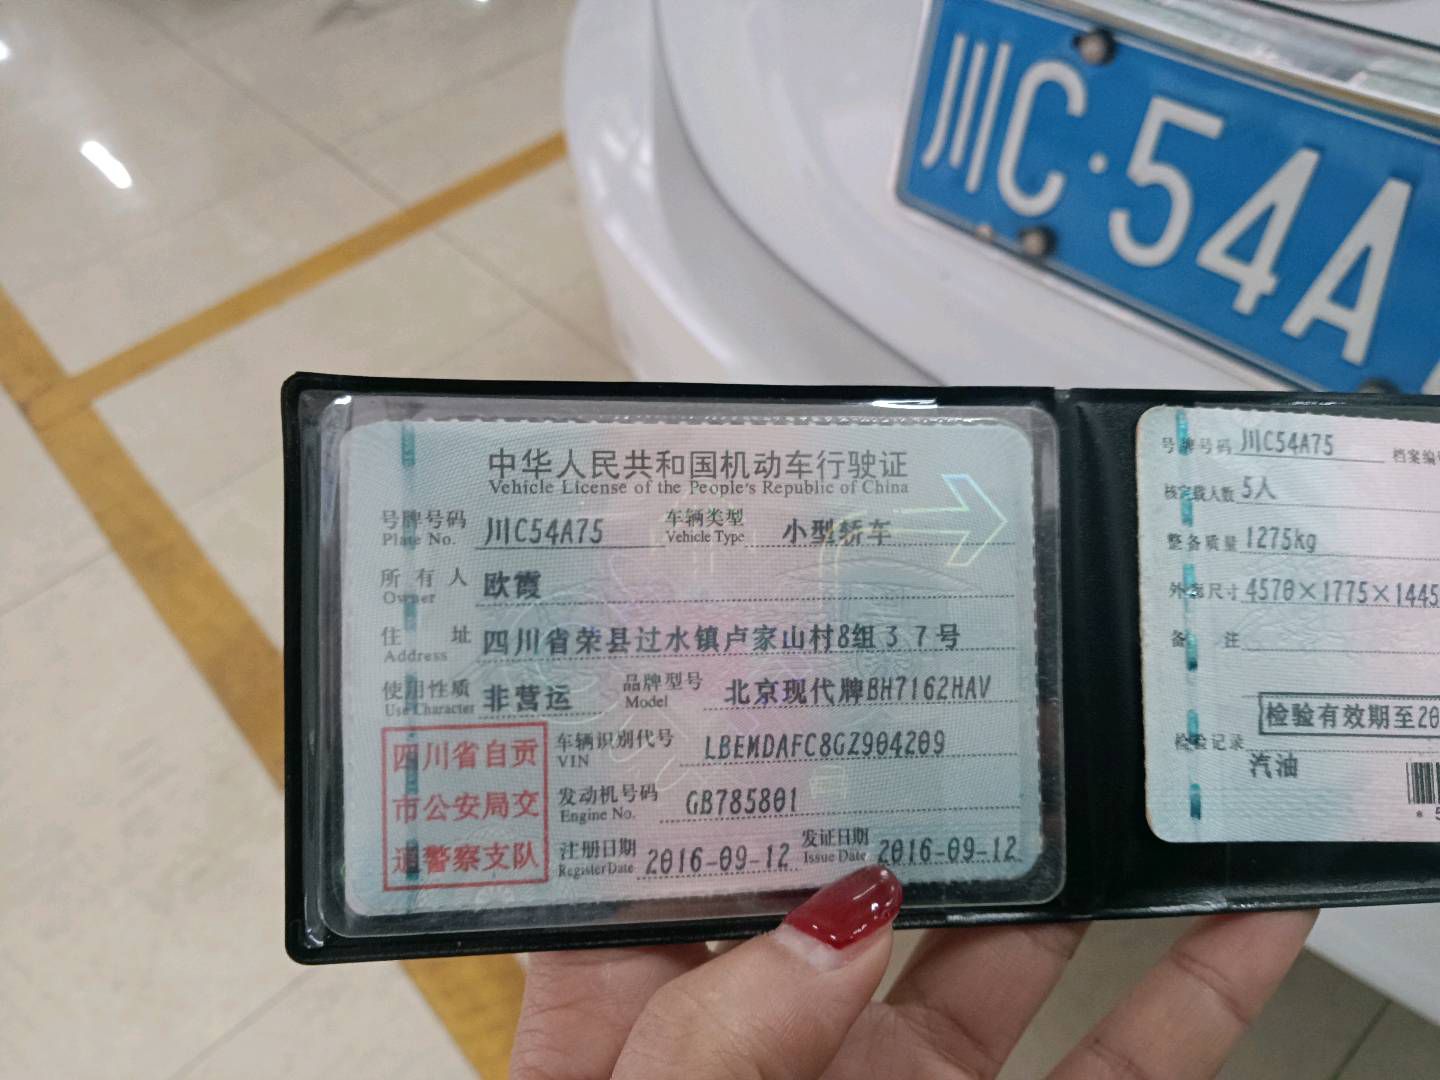 川C·54A
中华人民共和国机动车行驶证
Vehicle License of the People's Republic of China
号牌号码 川C54A75 车辆类型 小型轿车
Plate No. Vehicle Type
所有人 欧霞
Owner
住址 四川省荣县过水镇卢家山村8组37号
Address
使用性质 非营运 品牌型号 北京现代牌BH7162HAV
Use Character Model
四川省自贡
市公安局交
通警察支队
车辆识别代号 LBEMDAFC8GZ904209
VIN
发动机号码 GB785801
Engine No.
注册日期 2016-09-12 发证日期 2016-09-12
Register Date Issue Date
号牌号码 川C54A75 档案编
核定载人数 5人
整备质量 1275kg
外廓尺寸 4570×1775×1445
备注
检验有效期至20
检验记录
汽油